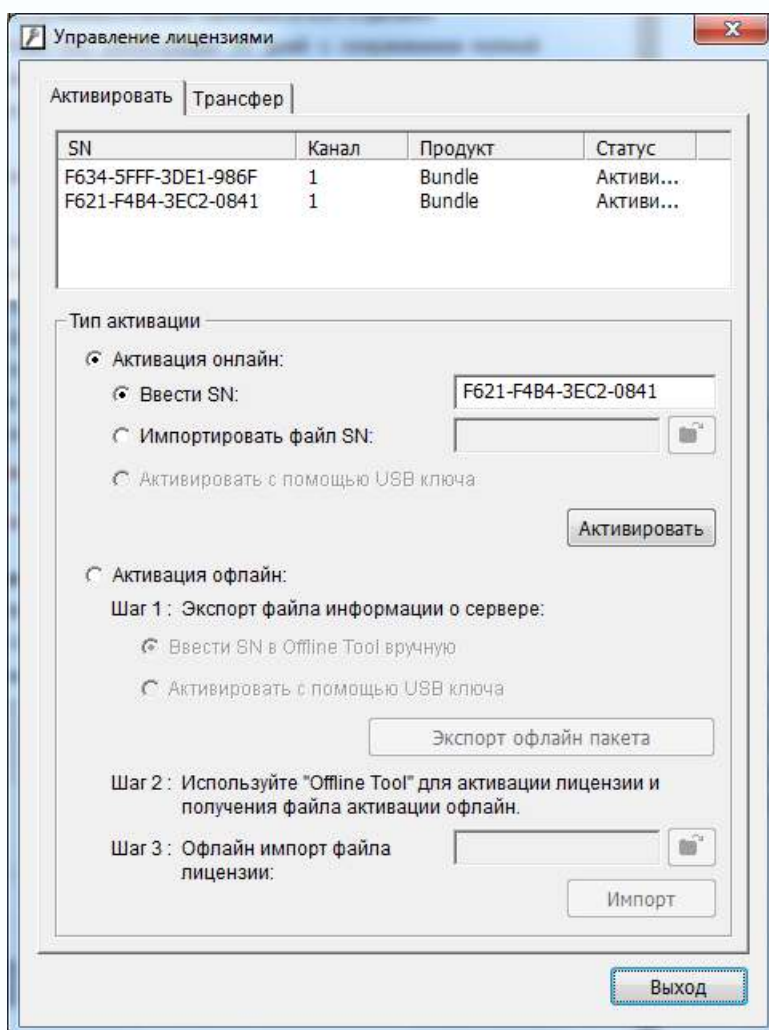 Управление лицензиями
Активировать Трансфер
SN Канал Продукт Статус
F634-5FFF-3DE1-986F 1 Bundle Активи...
F621-F4B4-3EC2-0841 1 Bundle Активи...
Тип активации
Активация онлайн:
Ввести SN: F621-F4B4-3EC2-0841
Импортировать файл SN:
Активировать с помощью USB ключа
Активировать
Активация офлайн:
Шаг 1 : Экспорт файла информации о сервере:
Ввести SN в Offline Tool вручную
Активировать с помощью USB ключа
Экспорт офлайн пакета
Шаг 2 : Используйте "Offline Tool" для активации лицензии и
получения файла активации офлайн.
Шаг 3 : Офлайн импорт файла
лицензии:
Импорт
Выход